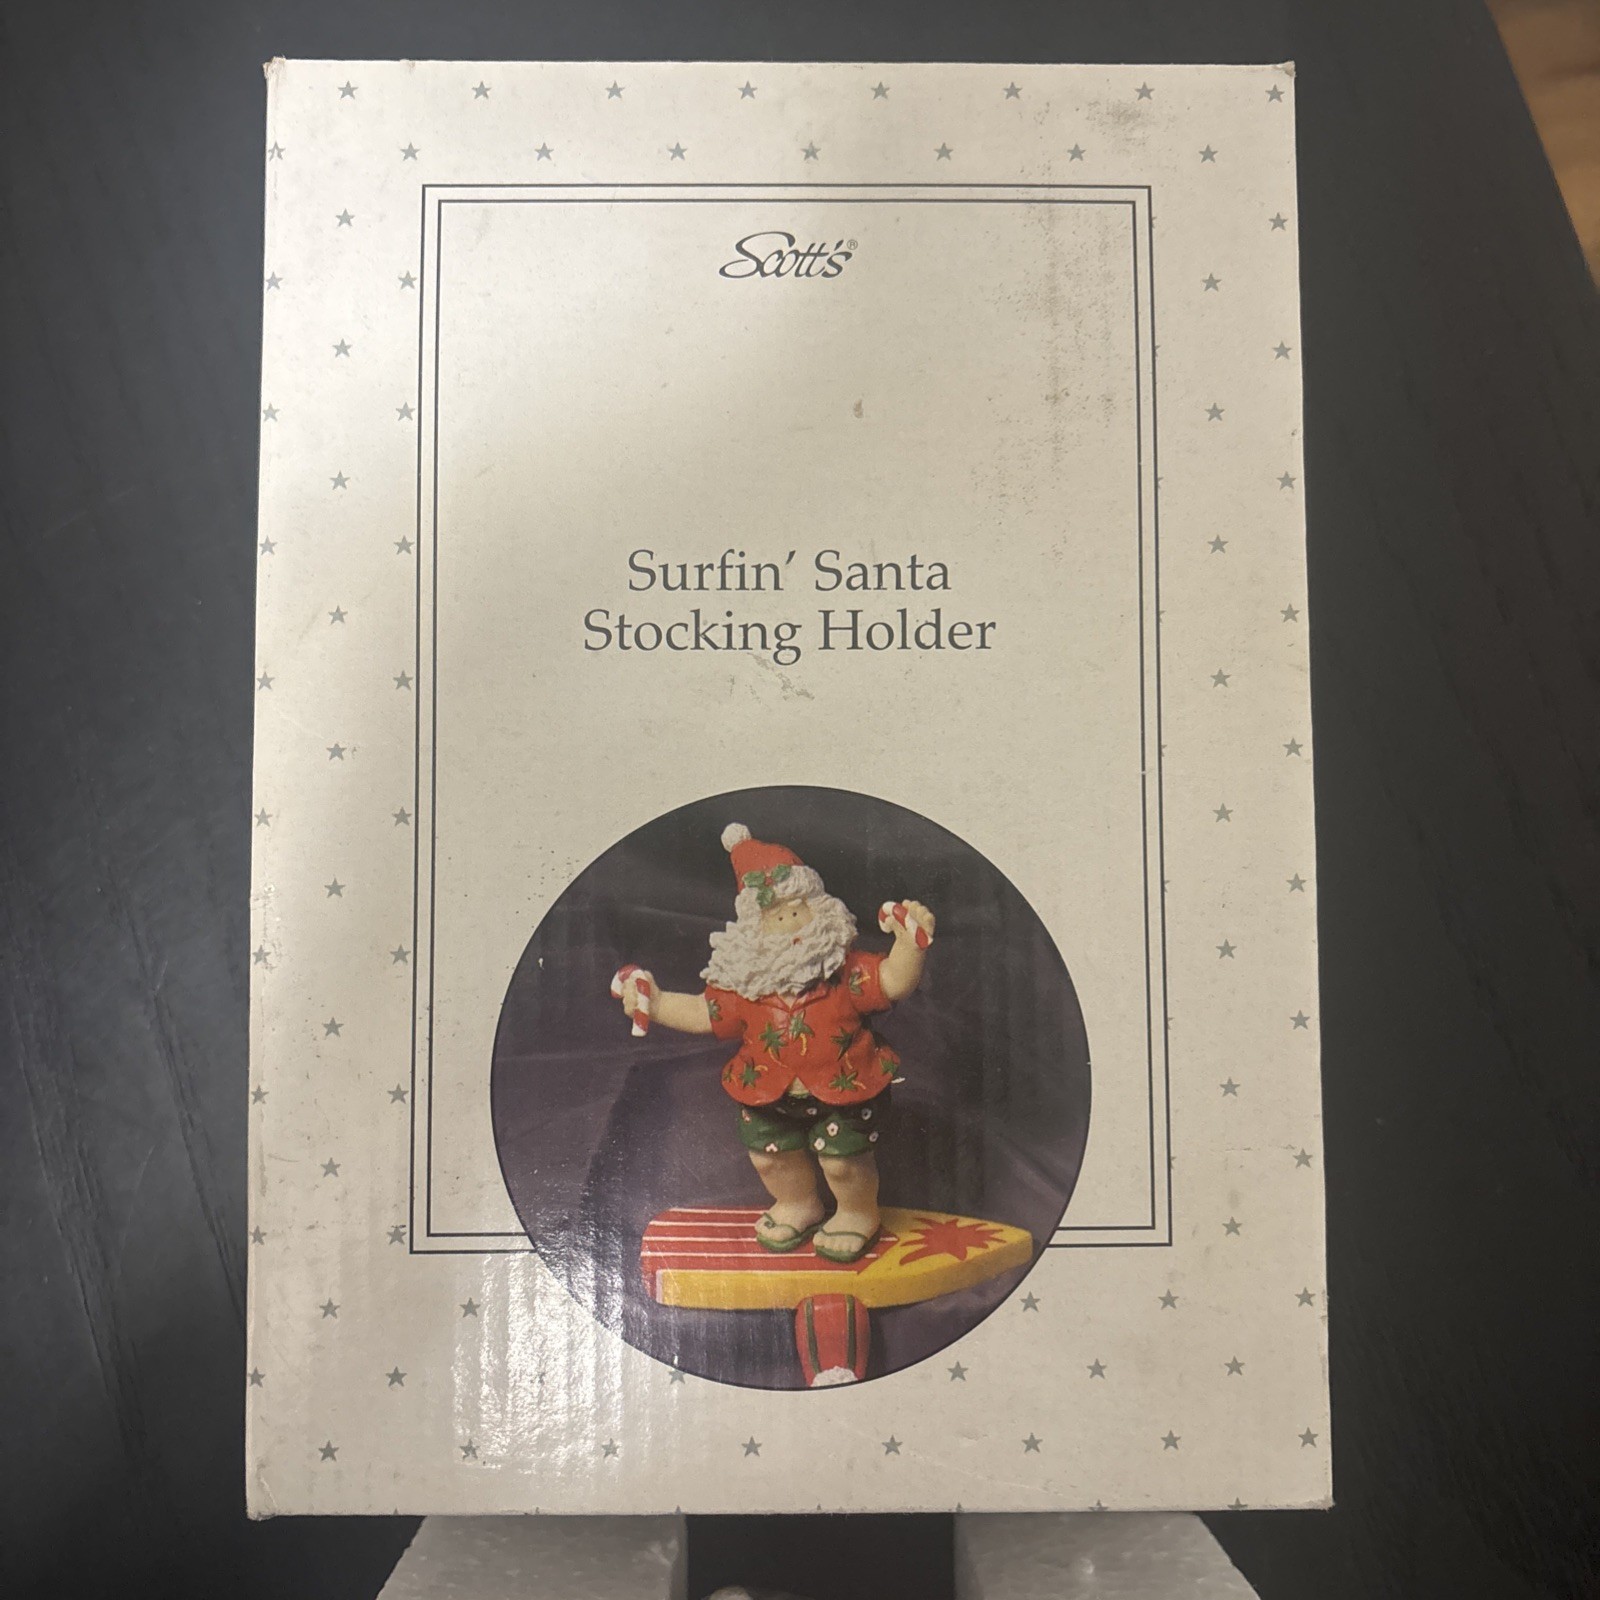 Scott's®
Surfin’ Santa
Stocking Holder